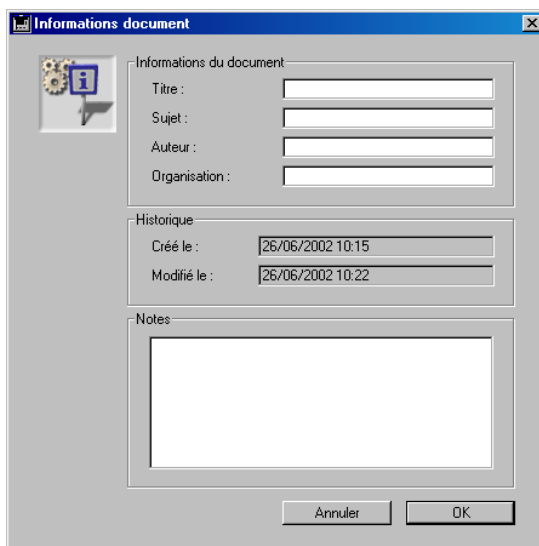 Informations document
Informations du document
Titre :
Sujet :
Auteur :
Organisation :
Historique
Créé le : 26/06/2002 10:15
Modifié le : 26/06/2002 10:22
Notes
Annuler OK